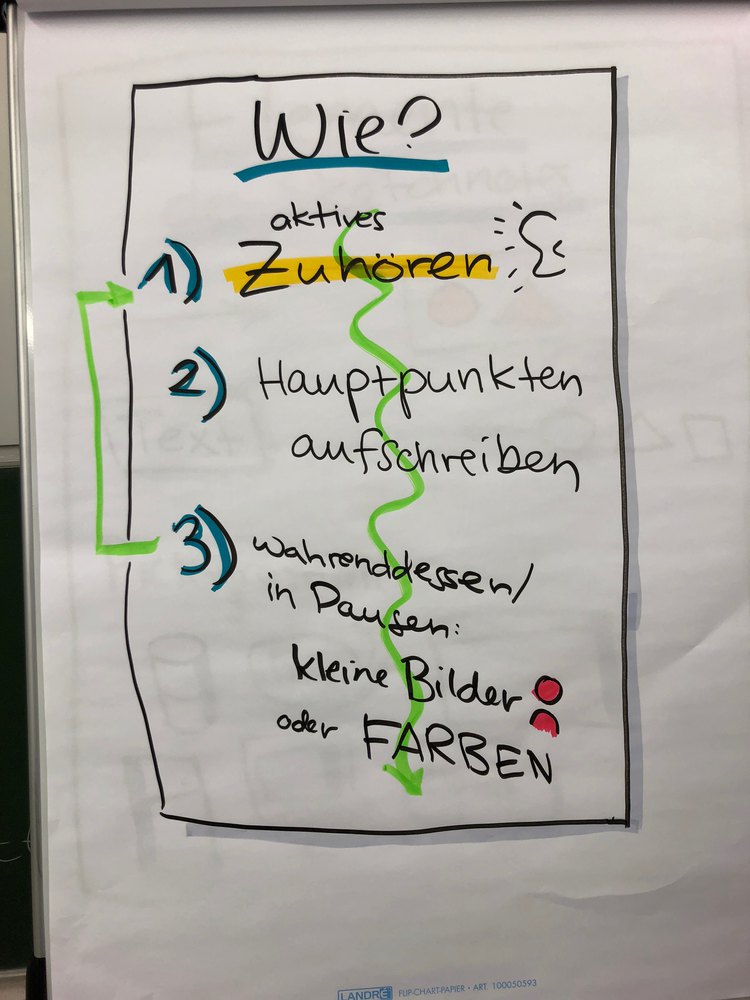 Wie?
aktives
1) Zuhören
2) Hauptpunkten
aufschreiben
3) wahrenddessen/
in Pausen:
kleine Bilder
oder FARBEN
Text
LANDRÉ FLIP-CHART-PAPIER • ART. 100050593